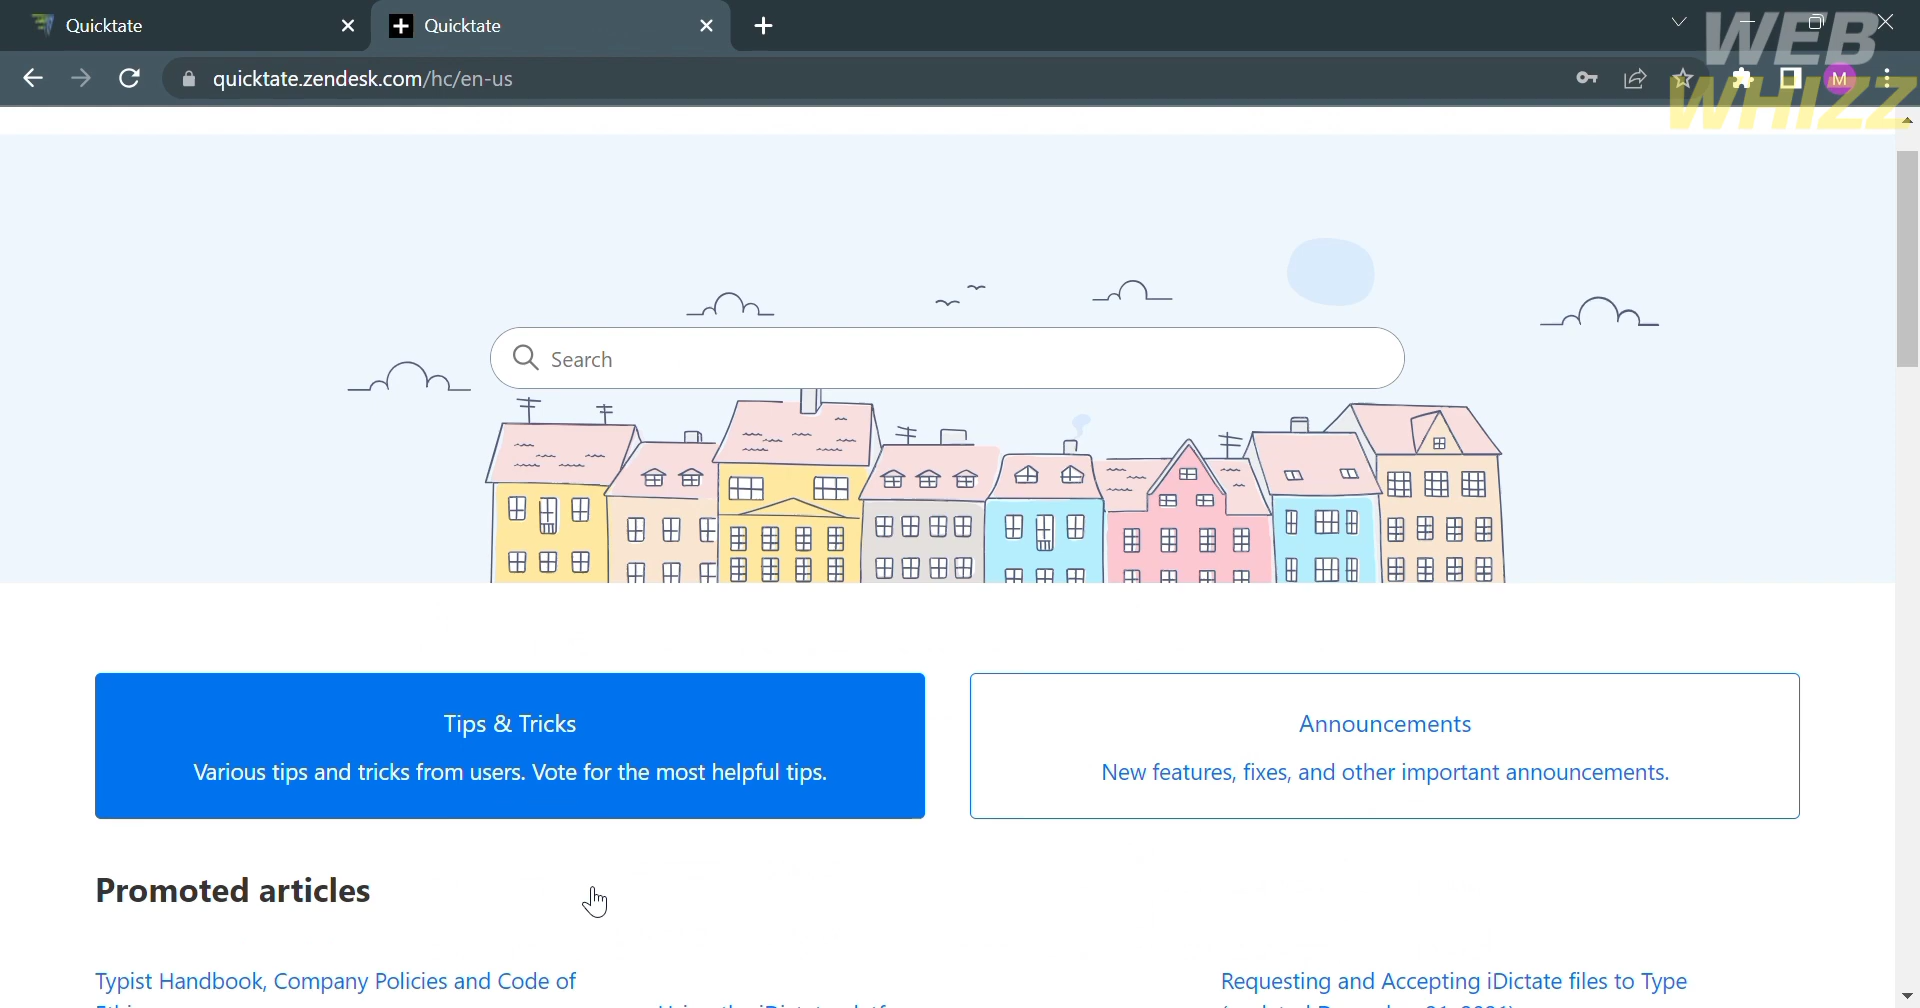 Quicktate
Quicktate
quicktate.zendesk.com/hc/en-us
M
WEB
WHIZZ
Search
Tips & Tricks
Various tips and tricks from users. Vote for the most helpful tips.
Announcements
New features, fixes, and other important announcements.
Promoted articles
Typist Handbook, Company Policies and Code of
Requesting and Accepting iDictate files to Type